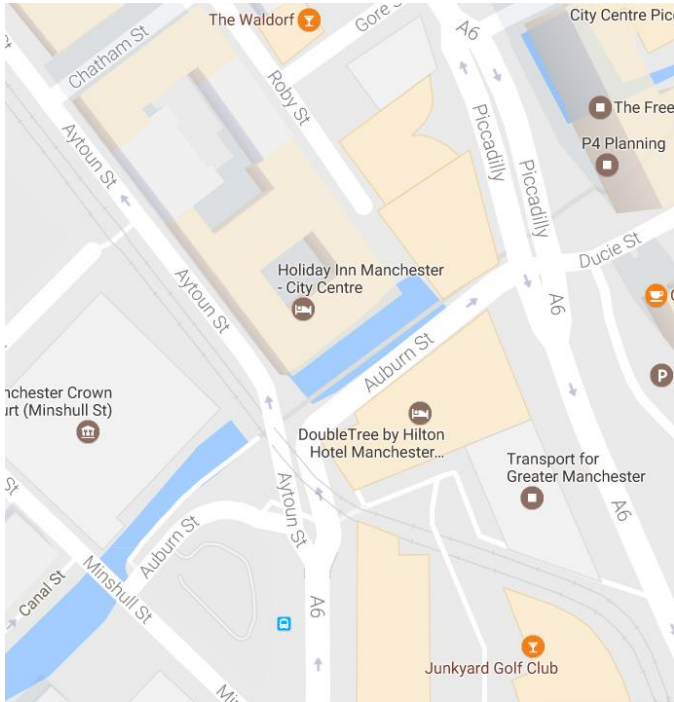 The Waldorf
Gore S
A6
City Centre Picc
Chatham St
Roby St
Piccadilly
Piccadilly
The Free
P4 Planning
Aytoun St
Ducie St
Holiday Inn Manchester
- City Centre
Aytoun St
A6
Auburn St
P
nchester Crown
urt (Minshull St)
DoubleTree by Hilton
Hotel Manchester...
Transport for
Greater Manchester
St
Aytoun St
A6
Auburn St
Canal St
Minshull St
A6
Junkyard Golf Club